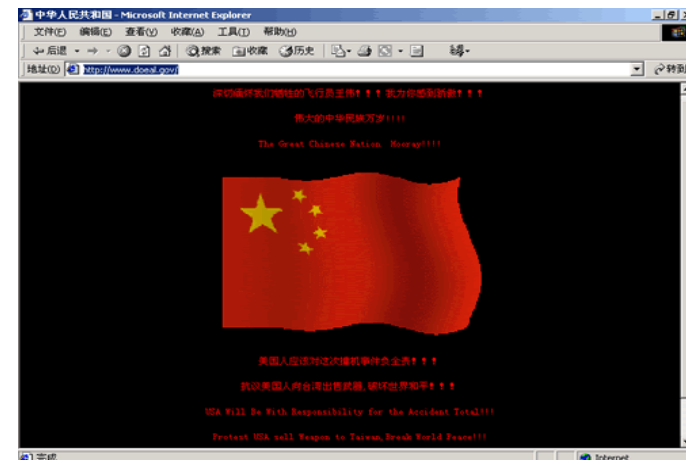 中华人民共和国 - Microsoft Internet Explorer
文件(F) 编辑(E) 查看(V) 收藏(A) 工具(T) 帮助(H)
后退 搜索 收藏 历史
地址(D) http://www.doeal.gov/ 转到
深切缅怀我们牺牲的飞行员王伟！！！我为你感到骄傲！！！
伟大的中华民族万岁!!!!
The Great Chinese Nation Hooray!!!!
美国人应该对这次撞机事件负全责！！！
抗议美国人向台湾出售武器,破坏世界和平！！！
USA Will Be With Responsibility for the Accident Total!!!
Protest USA sell Weapon to Taiwan,Break World Peace!!!
完成 Internet